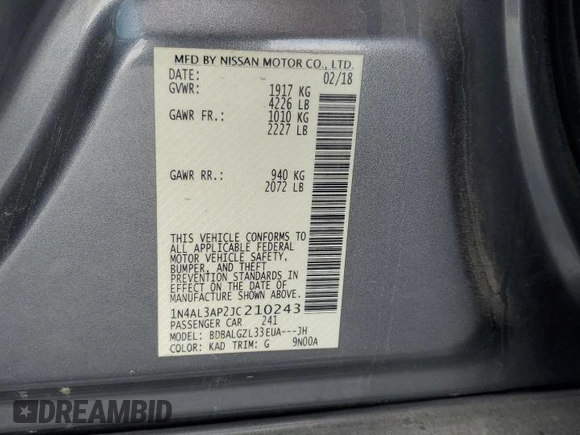 MFD BY NISSAN MOTOR CO., LTD.
DATE: 02/18
GVWR: 1917 KG
4226 LB
GAWR FR.: 1010 KG
2227 LB
GAWR RR.: 940 KG
2072 LB
THIS VEHICLE CONFORMS TO
ALL APPLICABLE FEDERAL
MOTOR VEHICLE SAFETY,
BUMPER, AND THEFT
PREVENTION STANDARDS IN
EFFECT ON THE DATE OF
MANUFACTURE SHOWN ABOVE.
1N4AL3AP2JC210243
PASSENGER CAR 241
MODEL: BDBALGZL33EUA---JH
COLOR: KAD TRIM: G 9N00A
DREAMBID